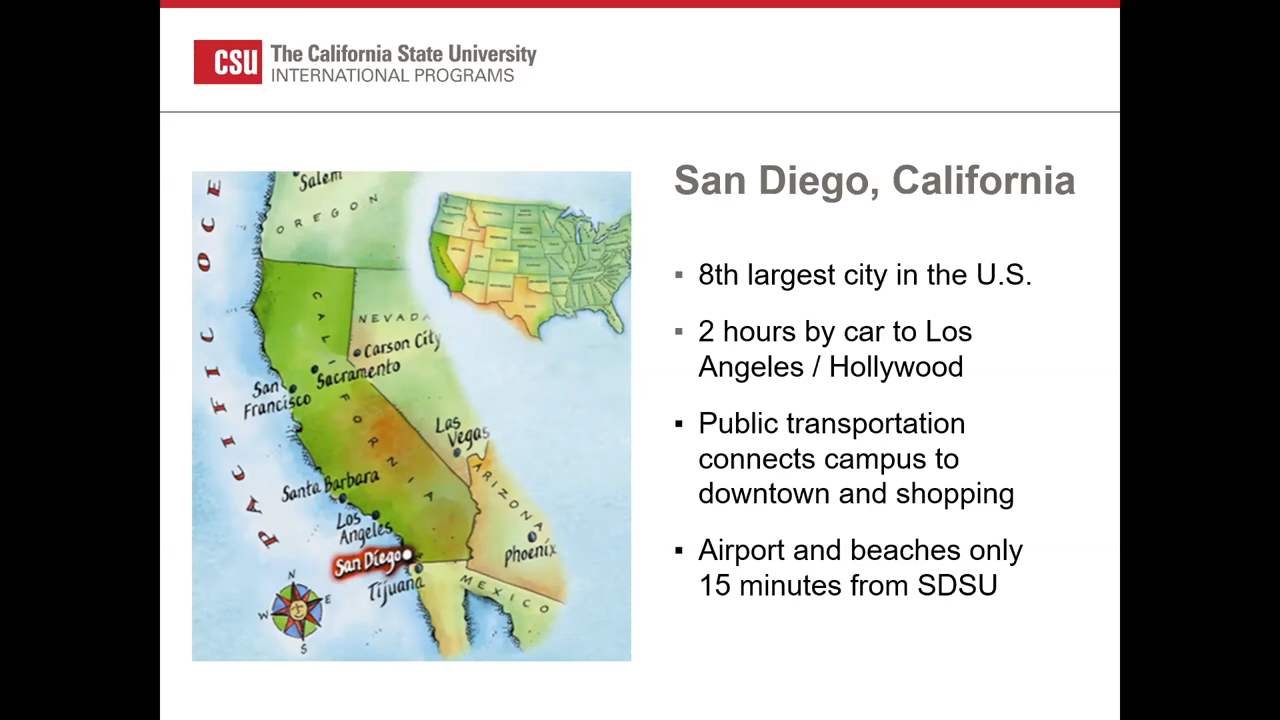 CSU The California State University
INTERNATIONAL PROGRAMS
San Diego, California
▪ 8th largest city in the U.S.
▪ 2 hours by car to Los
Angeles / Hollywood
▪ Public transportation
connects campus to
downtown and shopping
▪ Airport and beaches only
15 minutes from SDSU
PACIFIC OCE
Salem
OREGON
NEVADA
Carson City
Sacramento
San
Francisco
CALIFORNIA
Las
Vegas
ARIZONA
Santa Barbara
Los
Angeles
San Diego
Phoenix
Tijuana
MEXICO
N
W E
S